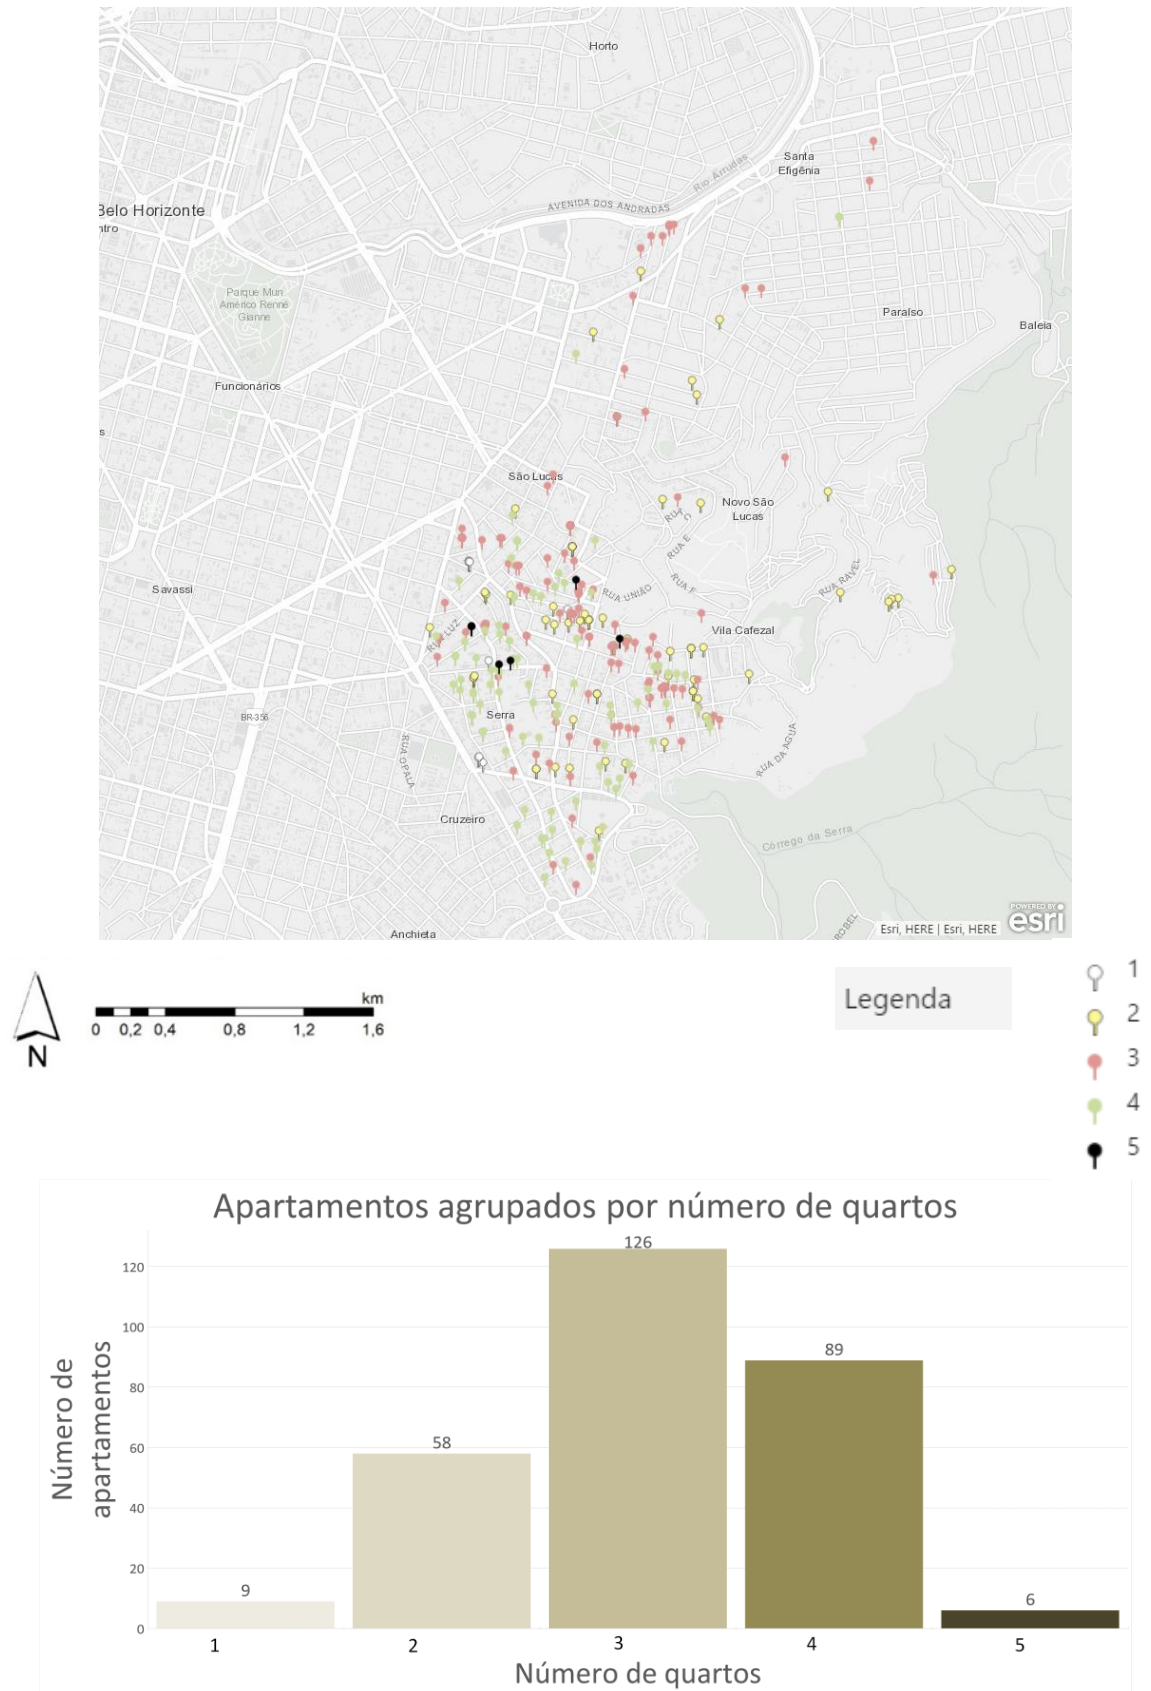 Horto
Santa
Efigênia
Rio Arrudas
AVENIDA DOS ANDRADAS
Belo Horizonte
ntro
Parque Mun
Américo Renné
Gianne
Paraíso
Baleia
Funcionários
s
São Lucas
Novo São
Lucas
RUA E
RUA F
RUA UNIÃO
RUA RAVEL
Savassi
RUA LUZ
Vila Cafezal
Serra
BR-356
RUA OPALA
RUA DA AGUA
Cruzeiro
Córrego da Serra
Anchieta
ROBEL
POWERED BY
esri
Esri, HERE | Esri, HERE
N
km
0 0,2 0,4 0,8 1,2 1,6
Legenda
1
2
3
4
5
Apartamentos agrupados por número de quartos
Número de
apartamentos
120
100
80
60
40
20
0
9
58
126
89
6
1 2 3 4 5
Número de quartos